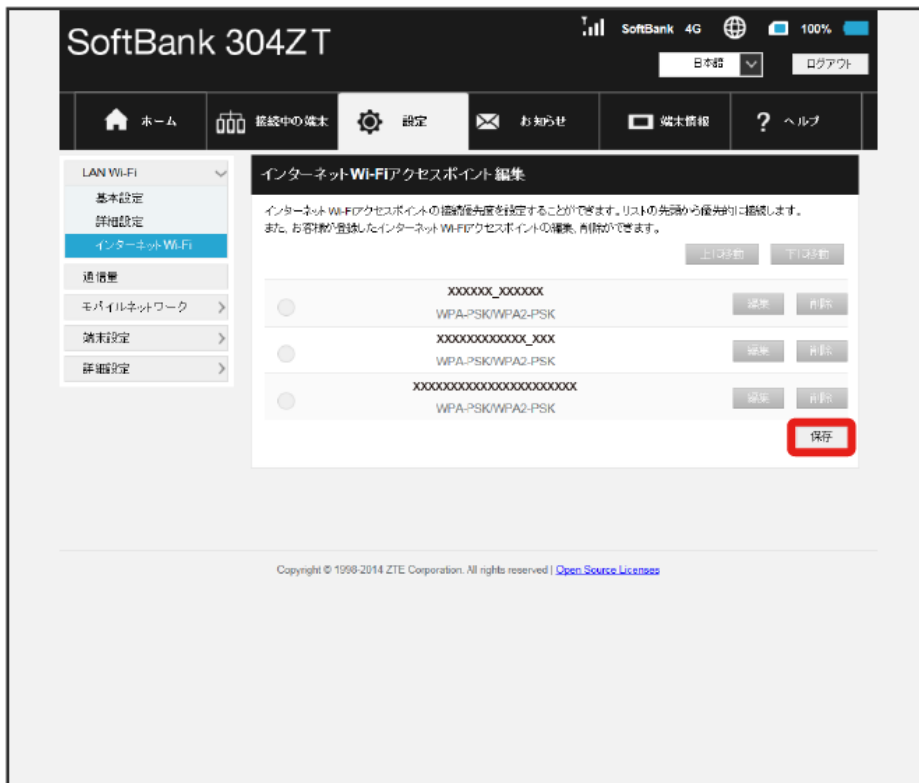 SoftBank 304ZT
SoftBank 4G 100%
日本語 ログアウト
ホーム 接続中の端末 設定 お知らせ 端末情報 ? ヘルプ
LAN Wi-Fi
基本設定
詳細設定
インターネットWi-Fi
通信量
モバイルネットワーク
端末設定
詳細設定
インターネットWi-Fiアクセスポイント編集
インターネットWi-Fiアクセスポイントの接続優先度を設定することができます。リストの先頭から優先的に接続します。
また、お客様が登録したインターネットWi-Fiアクセスポイントの編集、削除ができます。
上に移動 下に移動
XXXXXX_XXXXXX
WPA-PSK/WPA2-PSK
編集 削除
XXXXXXXXXXXX_XXX
WPA-PSK/WPA2-PSK
編集 削除
XXXXXXXXXXXXXXXXXXXXXXX
WPA-PSK/WPA2-PSK
編集 削除
保存
Copyright © 1998-2014 ZTE Corporation. All rights reserved | Open Source Licenses